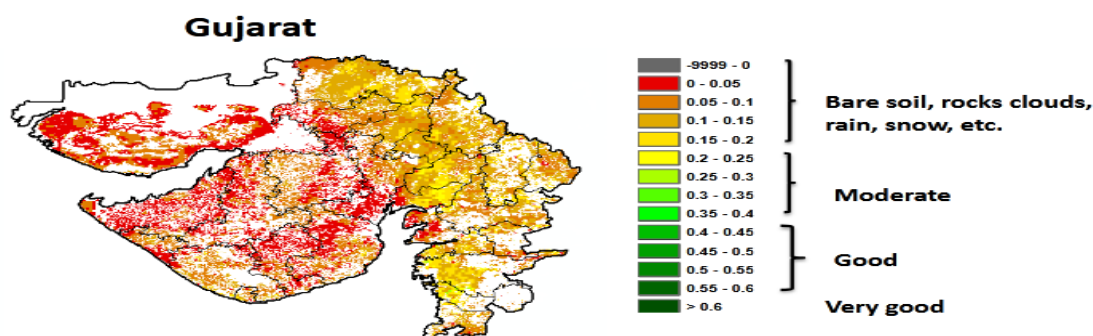 Gujarat
-9999 - 0
0 - 0.05
0.05 - 0.1
0.1 - 0.15
0.15 - 0.2
0.2 - 0.25
0.25 - 0.3
0.3 - 0.35
0.35 - 0.4
0.4 - 0.45
0.45 - 0.5
0.5 - 0.55
0.55 - 0.6
> 0.6
Bare soil, rocks clouds,
rain, snow, etc.
Moderate
Good
Very good